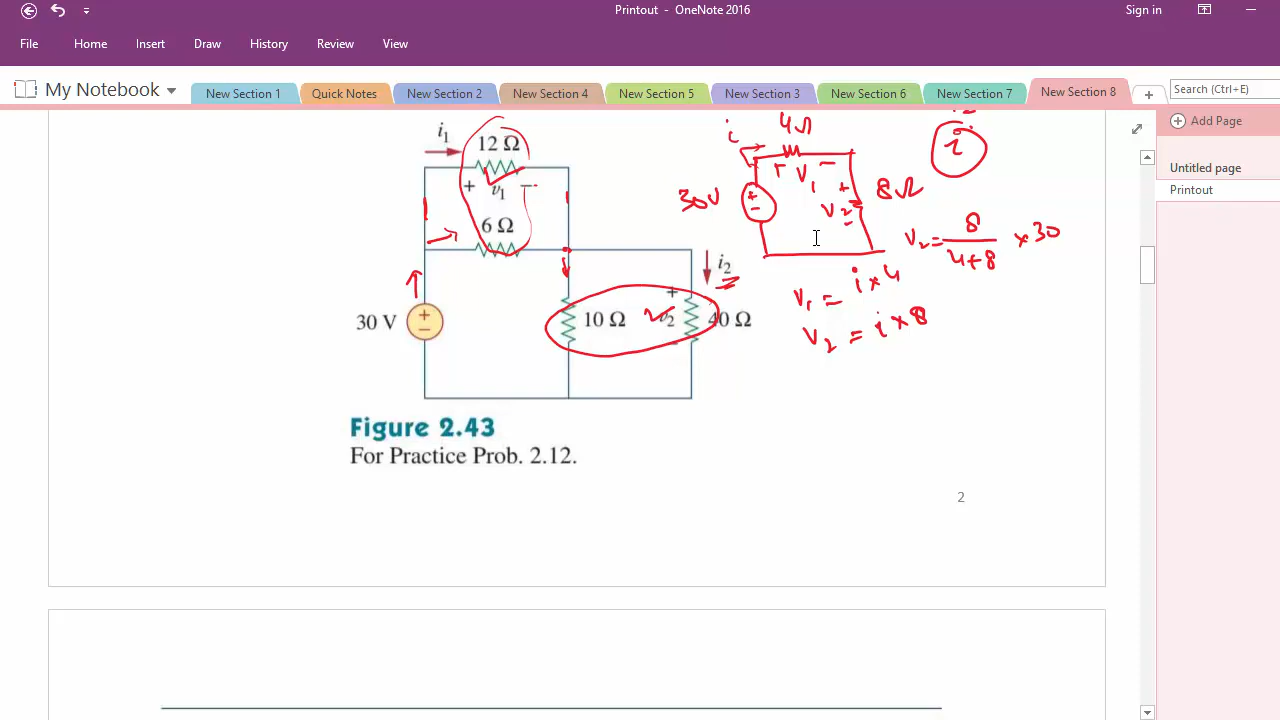 Printout - OneNote 2016
Sign in
File Home Insert Draw History Review View
My Notebook New Section 1 Quick Notes New Section 2 New Section 4 New Section 5 New Section 3 New Section 6 New Section 7 New Section 8 +
Search (Ctrl+E)
Add Page
Untitled page
Printout
i1
12 Ω
+ v1 −
6 Ω
30 V
+
−
10 Ω
i2
+
40 Ω
i
4Ω
+ V1 −
30V
+
−
+
V2
−
8Ω
i
V2 = 8/(4+8) × 30
V1 = i × 4
V2 = i × 8
Figure 2.43
For Practice Prob. 2.12.
2